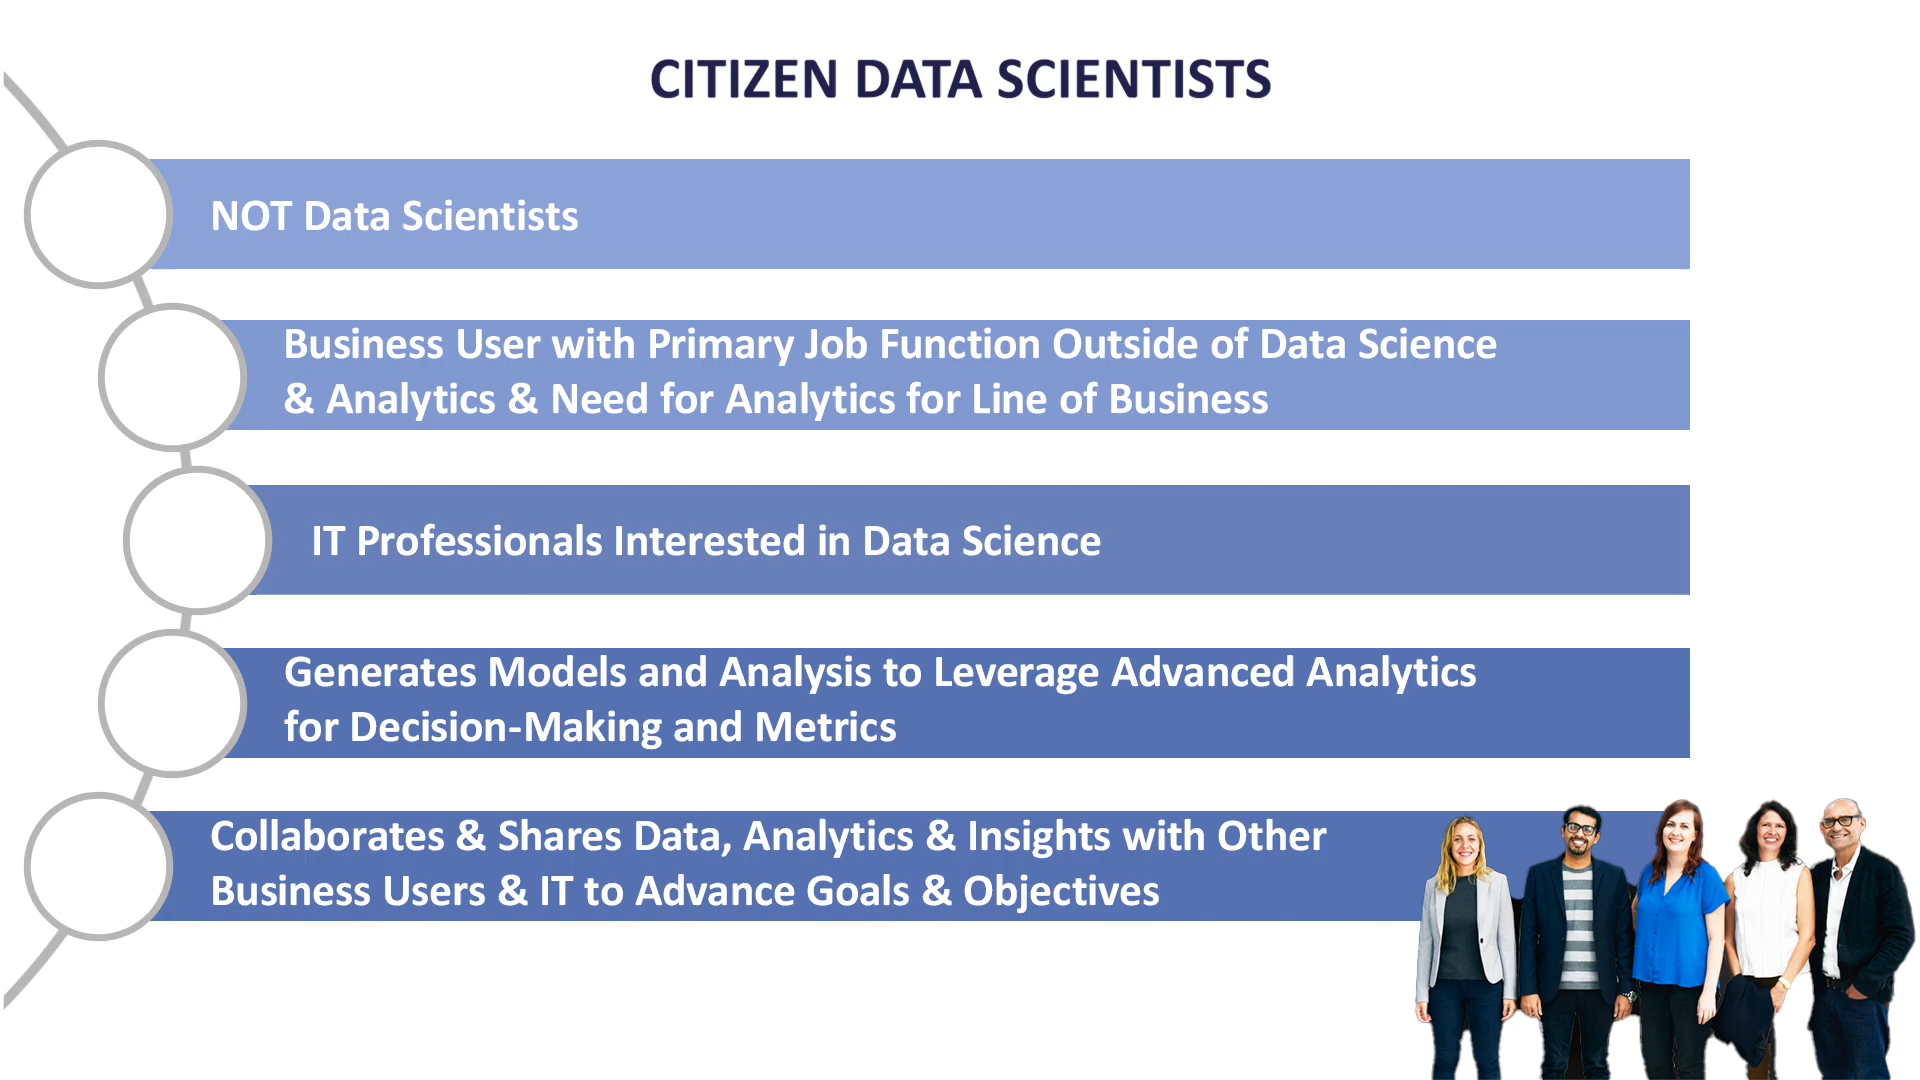 CITIZEN DATA SCIENTISTS
NOT Data Scientists
Business User with Primary Job Function Outside of Data Science
& Analytics & Need for Analytics for Line of Business
IT Professionals Interested in Data Science
Generates Models and Analysis to Leverage Advanced Analytics
for Decision-Making and Metrics
Collaborates & Shares Data, Analytics & Insights with Other
Business Users & IT to Advance Goals & Objectives